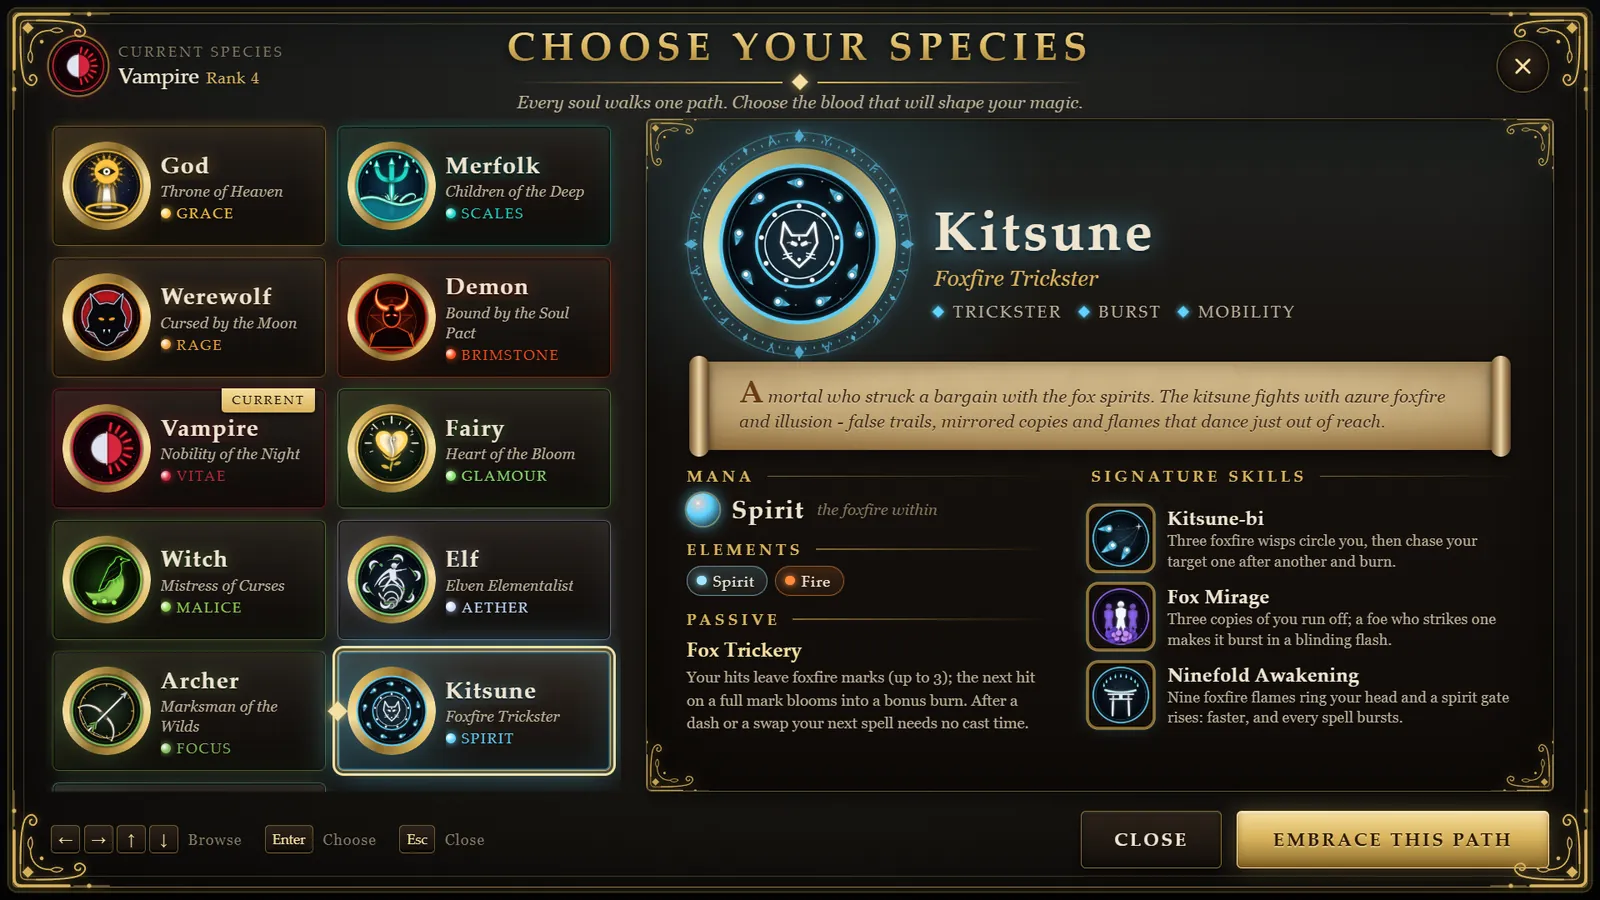 CURRENT SPECIES
Vampire Rank 4
CHOOSE YOUR SPECIES
Every soul walks one path. Choose the blood that will shape your magic.
God
Throne of Heaven
GRACE
Merfolk
Children of the Deep
SCALES
Werewolf
Cursed by the Moon
RAGE
Demon
Bound by the Soul
Pact
BRIMSTONE
CURRENT
Vampire
Nobility of the Night
VITAE
Fairy
Heart of the Bloom
GLAMOUR
Witch
Mistress of Curses
MALICE
Elf
Elven Elementalist
AETHER
Archer
Marksman of the
Wilds
FOCUS
Kitsune
Foxfire Trickster
SPIRIT
Kitsune
Foxfire Trickster
TRICKSTER BURST MOBILITY
A mortal who struck a bargain with the fox spirits. The kitsune fights with azure foxfire
and illusion - false trails, mirrored copies and flames that dance just out of reach.
MANA
Spirit the foxfire within
ELEMENTS
Spirit Fire
PASSIVE
Fox Trickery
Your hits leave foxfire marks (up to 3); the next hit
on a full mark blooms into a bonus burn. After a
dash or a swap your next spell needs no cast time.
SIGNATURE SKILLS
Kitsune-bi
Three foxfire wisps circle you, then chase your
target one after another and burn.
Fox Mirage
Three copies of you run off; a foe who strikes one
makes it burst in a blinding flash.
Ninefold Awakening
Nine foxfire flames ring your head and a spirit gate
rises: faster, and every spell bursts.
← → ↑ ↓ Browse Enter Choose Esc Close
CLOSE
EMBRACE THIS PATH